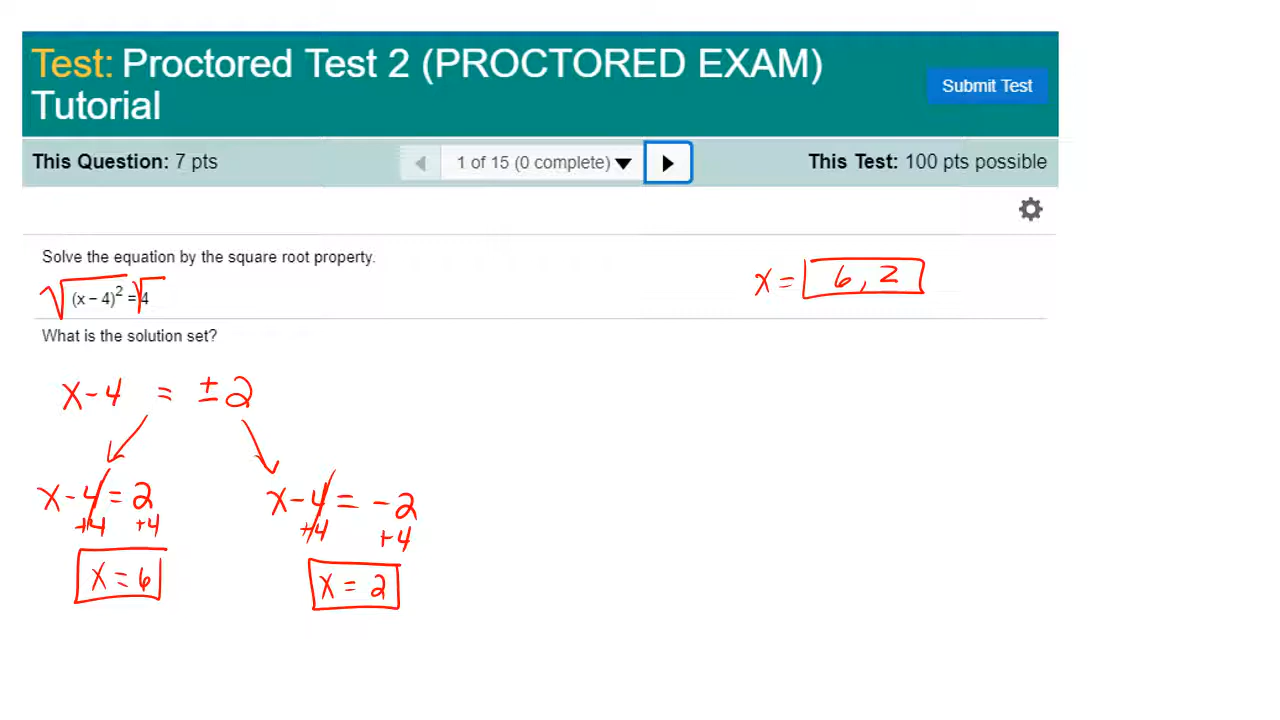 Test: Proctored Test 2 (PROCTORED EXAM)
Tutorial
Submit Test
This Question: 7 pts
1 of 15 (0 complete)
This Test: 100 pts possible
Solve the equation by the square root property.
√(x − 4)² = √4
x = 6, 2
What is the solution set?
x - 4 = ± 2
x - 4 = 2
+4 +4
x = 6
x - 4 = - 2
+4 +4
x = 2